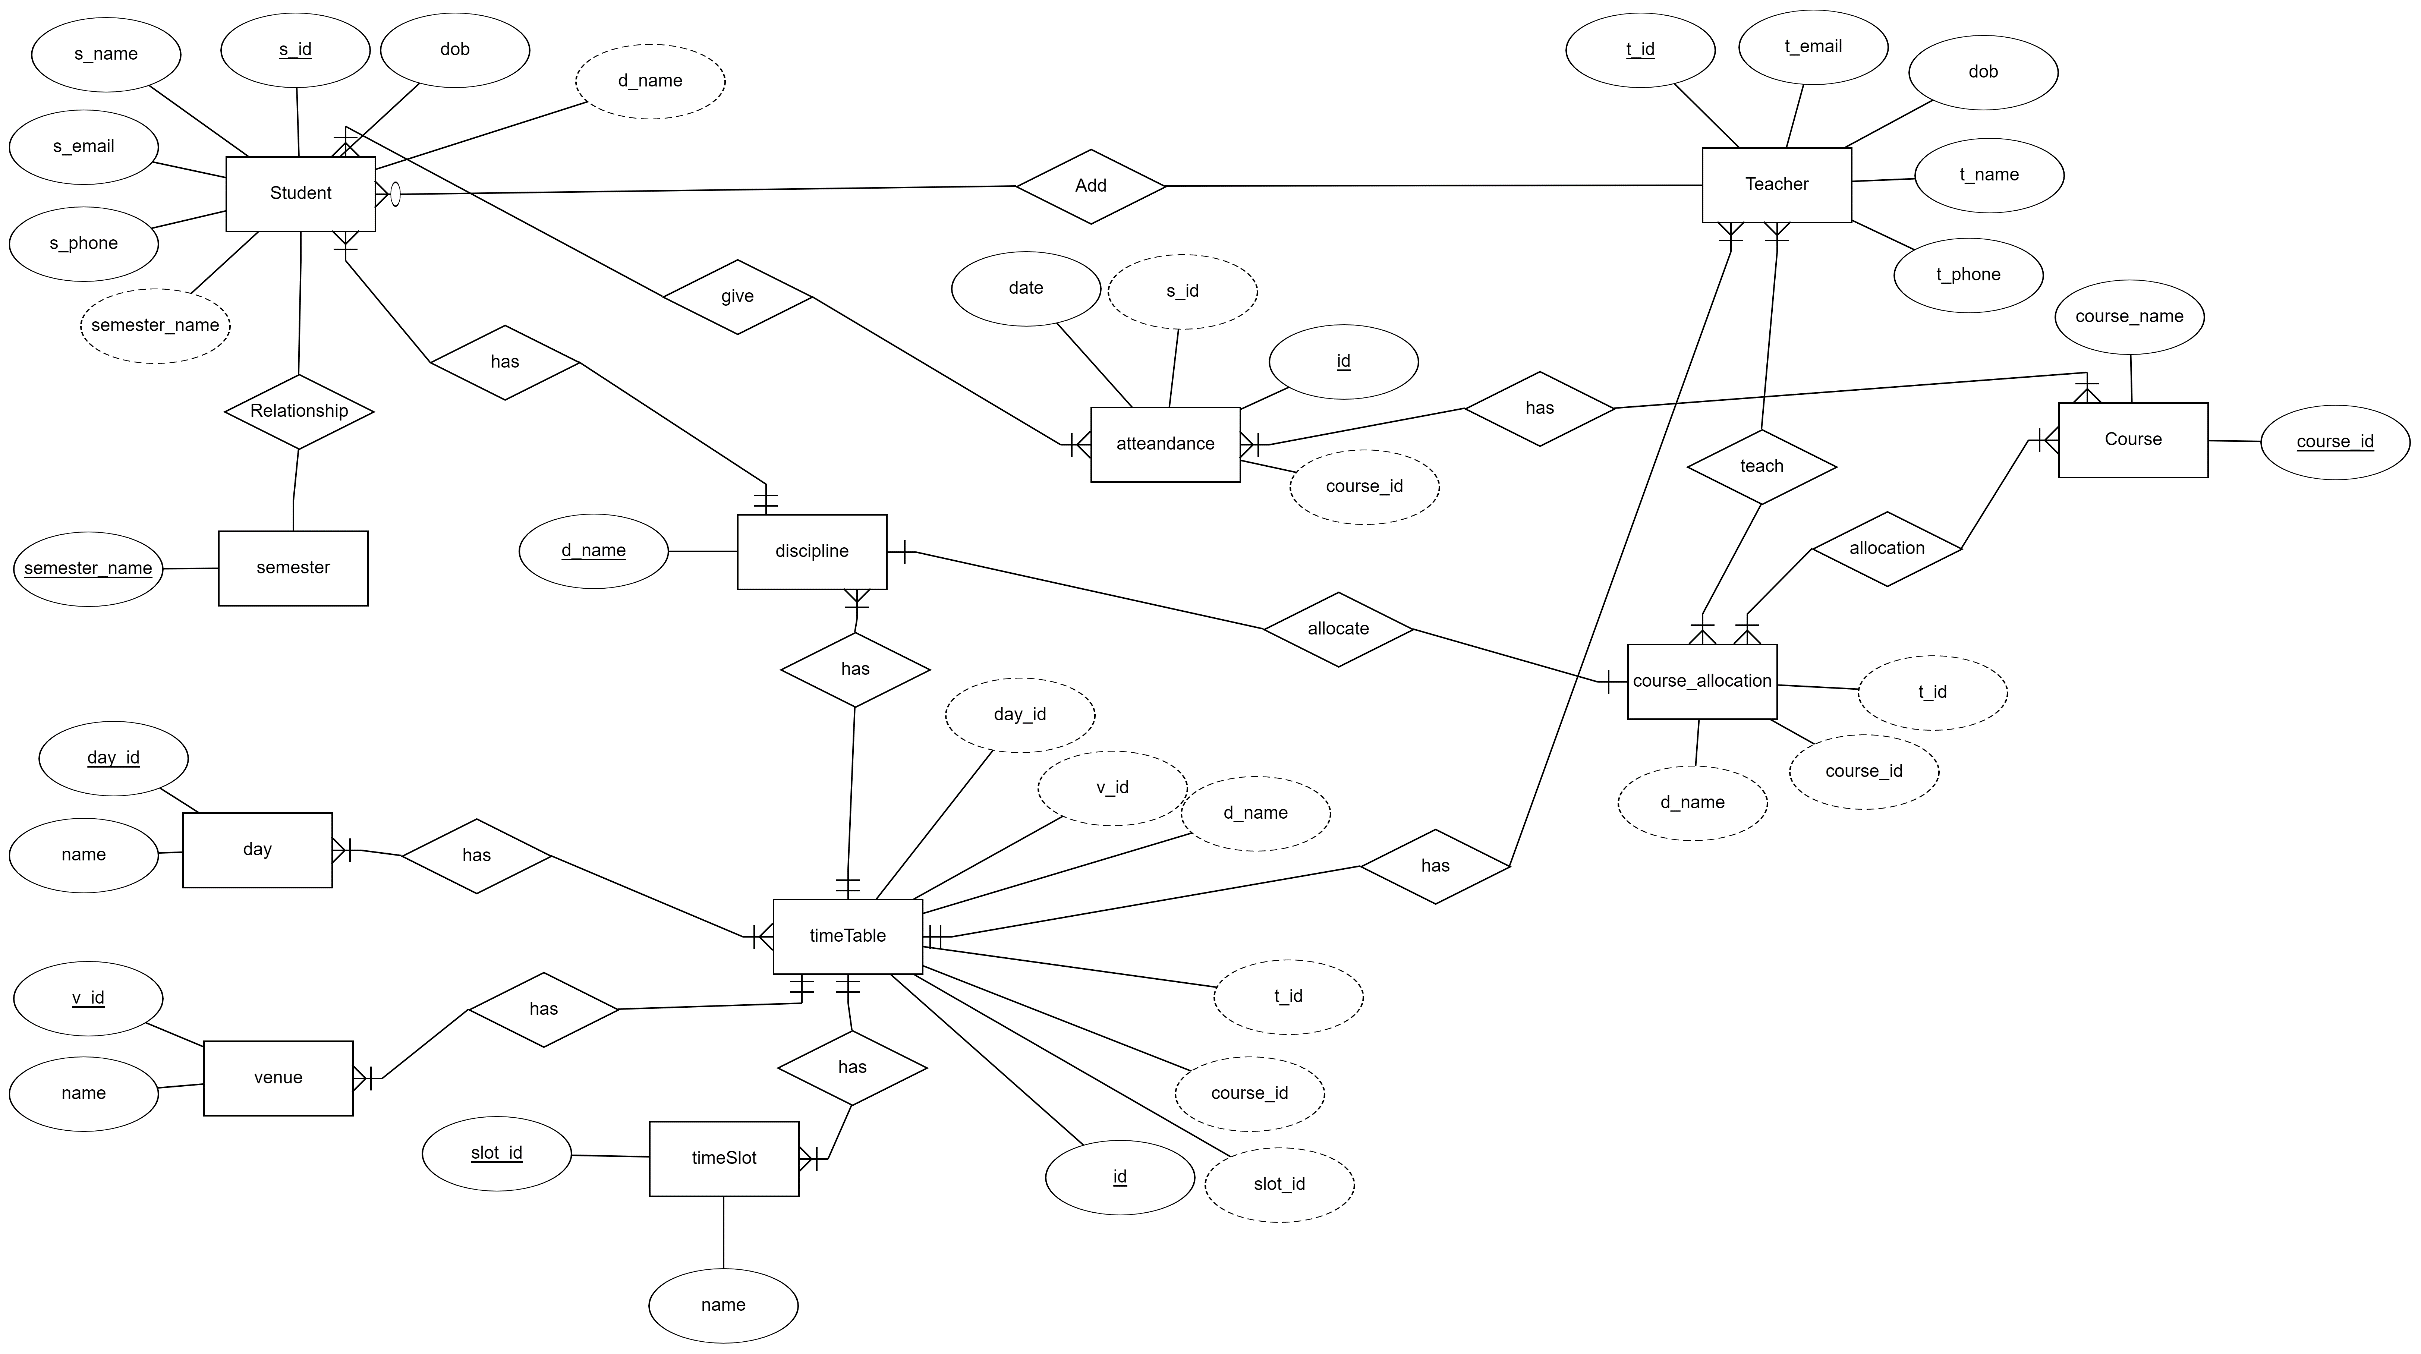 s_name
s_id
dob
d_name
t_id
t_email
dob
s_email
Student
Add
Teacher
t_name
s_phone
t_phone
semester_name
give
date
s_id
course_name
has
id
Relationship
atteandance
has
Course
course_id
teach
course_id
semester_name
semester
d_name
discipline
allocation
has
allocate
course_allocation
t_id
day_id
v_id
d_name
d_name
course_id
day_id
name
day
has
has
timeTable
v_id
name
venue
has
has
t_id
course_id
slot_id
timeSlot
id
slot_id
name